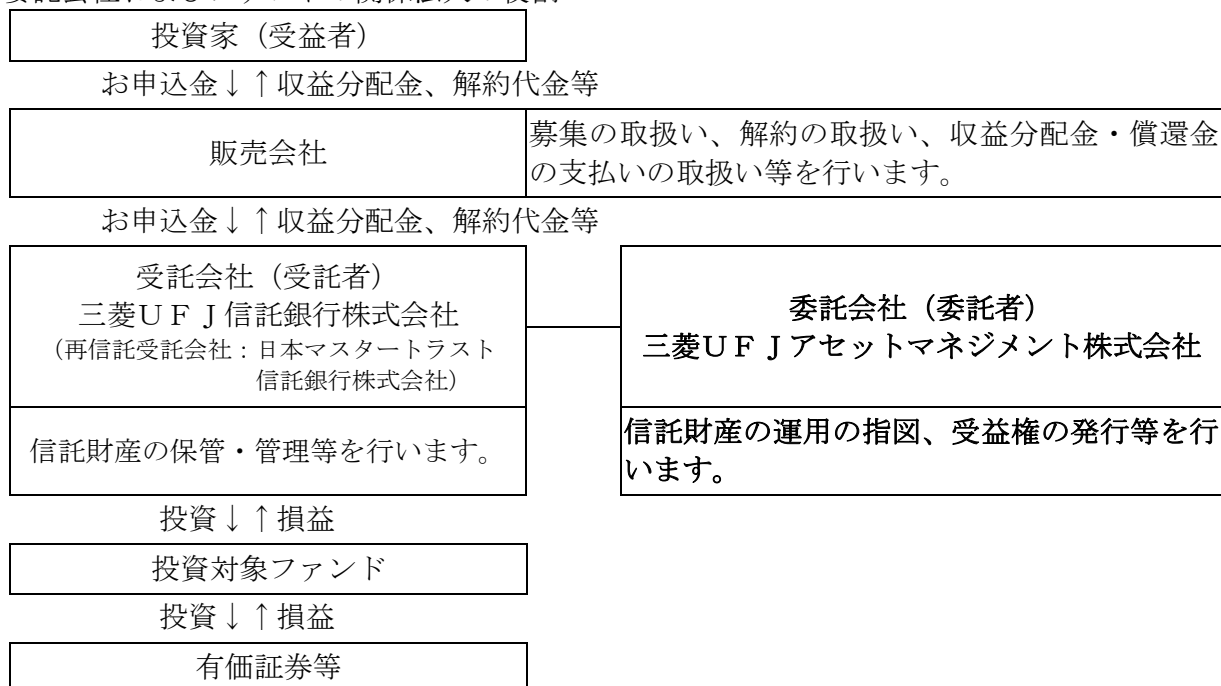 投資家（受益者）
お申込金↓↑収益分配金、解約代金等
販売会社
募集の取扱い、解約の取扱い、収益分配金・償還金
の支払いの取扱い等を行います。
お申込金↓↑収益分配金、解約代金等
受託会社（受託者）
三菱ＵＦＪ信託銀行株式会社
（再信託受託会社：日本マスタートラスト
信託銀行株式会社）
委託会社（委託者）
三菱ＵＦＪアセットマネジメント株式会社
信託財産の保管・管理等を行います。
信託財産の運用の指図、受益権の発行等を行
います。
投資↓↑損益
投資対象ファンド
投資↓↑損益
有価証券等